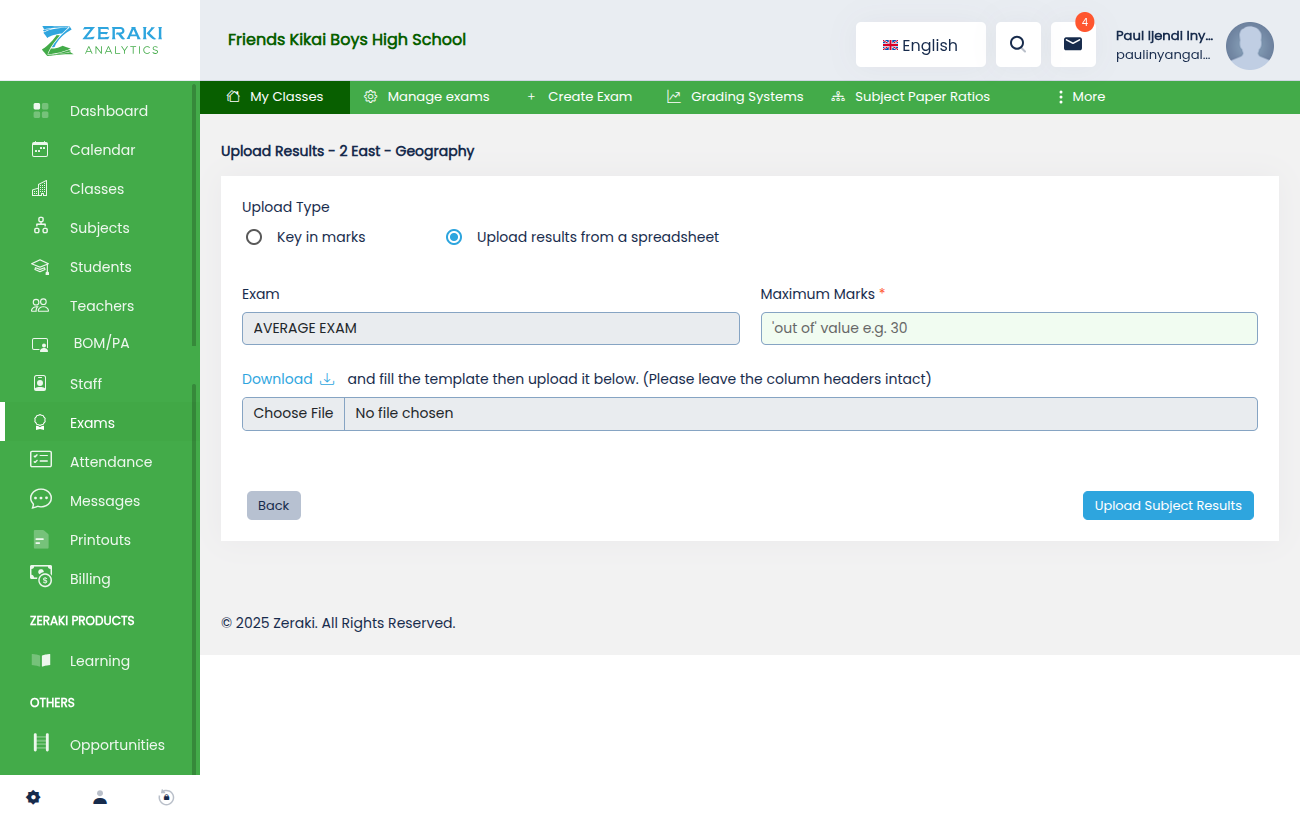 ZERAKI
ANALYTICS
Friends Kikai Boys High School
English
4
Paul Ijendi Iny...
paulinyangal...
My Classes
Manage exams
+ Create Exam
Grading Systems
Subject Paper Ratios
More
Dashboard
Calendar
Classes
Subjects
Students
Teachers
BOM/PA
Staff
Exams
Attendance
Messages
Printouts
Billing
ZERAKI PRODUCTS
Learning
OTHERS
Opportunities
Upload Results - 2 East - Geography
Upload Type
Key in marks
Upload results from a spreadsheet
Exam
Maximum Marks *
AVERAGE EXAM
'out of' value e.g. 30
Download and fill the template then upload it below. (Please leave the column headers intact)
Choose File No file chosen
Back
Upload Subject Results
© 2025 Zeraki. All Rights Reserved.